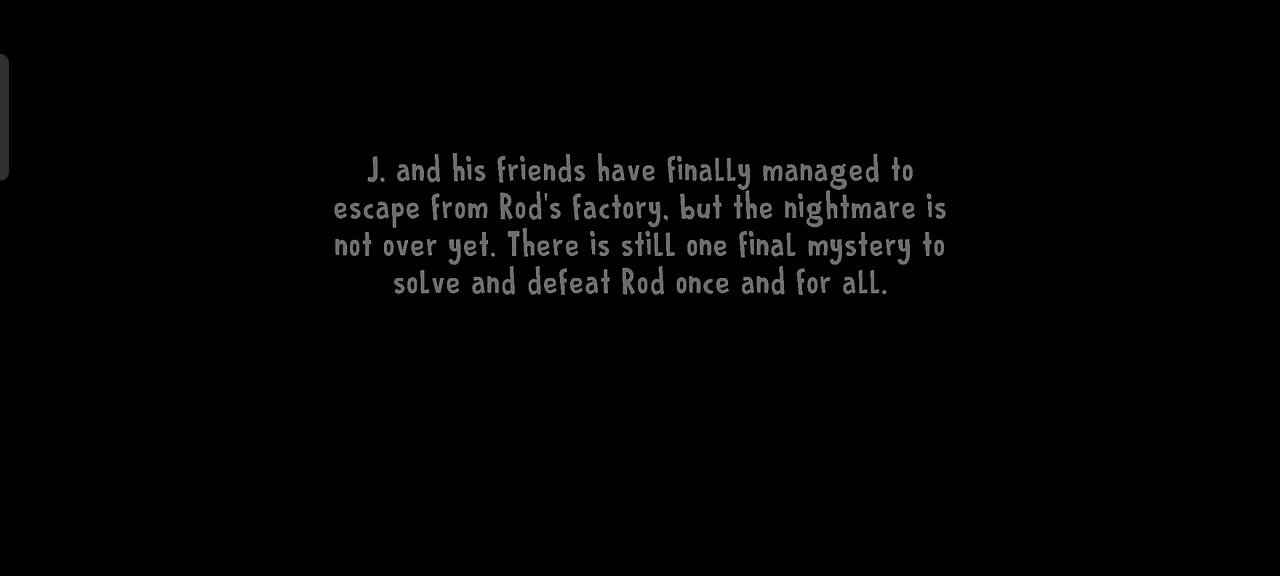 J. and his friends have finally managed to
escape from Rod's factory, but the nightmare is
not over yet. There is still one final mystery to
solve and defeat Rod once and for all.